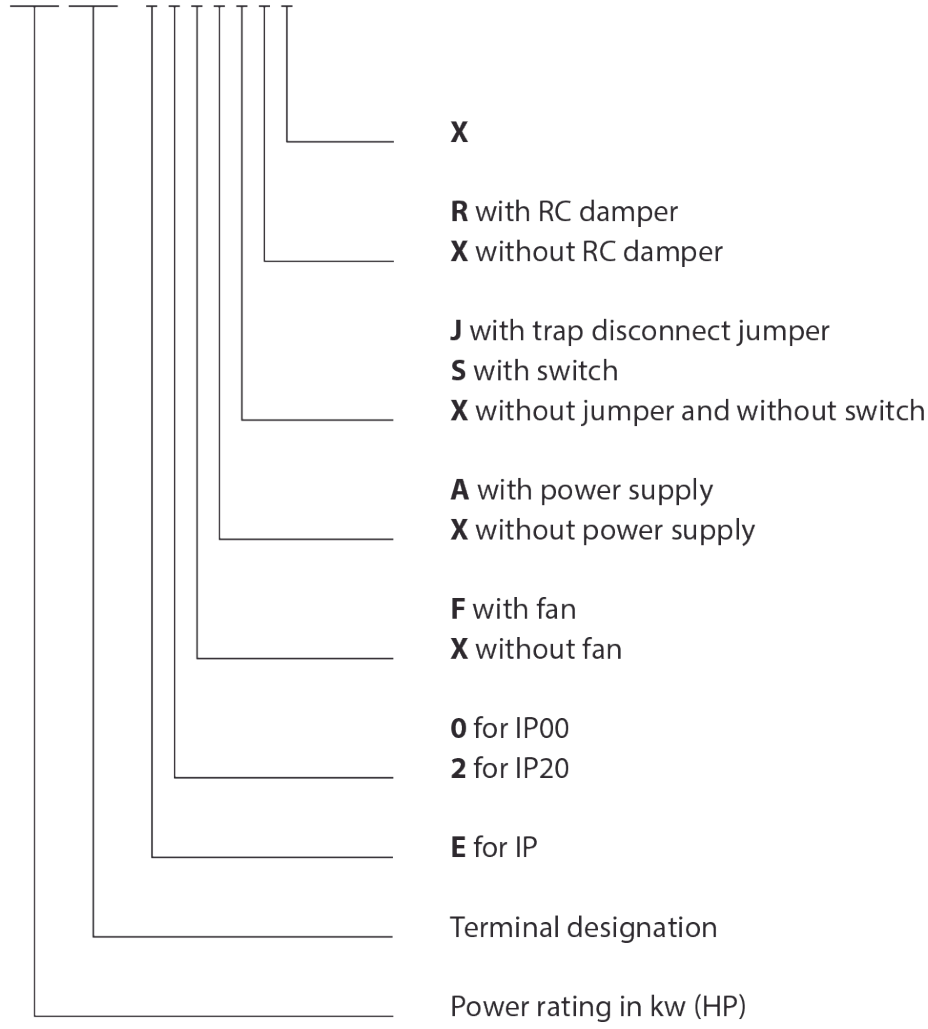 X
R with RC damper
X without RC damper
J with trap disconnect jumper
S with switch
X without jumper and without switch
A with power supply
X without power supply
F with fan
X without fan
0 for IP00
2 for IP20
E for IP
Terminal designation
Power rating in kw (HP)